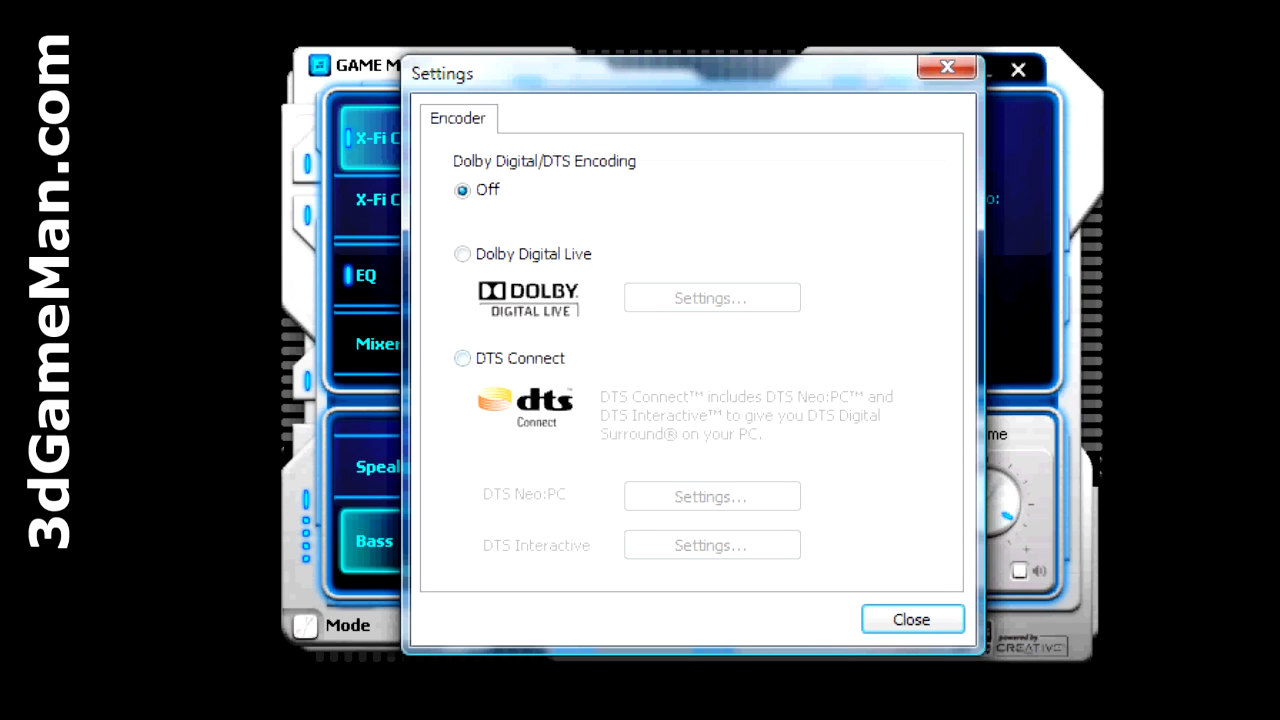 3dGameMan.com
GAME M
Settings
Encoder
X-Fi C
X-Fi C
EQ
Mixer
Speal
Bass
Mode
Dolby Digital/DTS Encoding
Off
Dolby Digital Live
DOLBY
DIGITAL LIVE
Settings...
DTS Connect
dts
Connect
DTS Connect™ includes DTS Neo:PC™ and
DTS Interactive™ to give you DTS Digital
Surround® on your PC.
DTS Neo:PC
Settings...
DTS Interactive
Settings...
Close
o:
me
powered by
CREATIVE